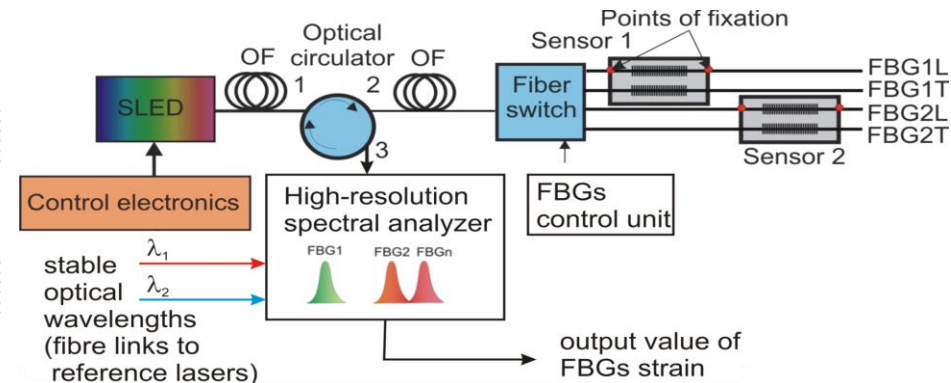 Points of fixation
Optical
circulator
Sensor 1
OF
OF
1
2
3
SLED
Fiber
switch
FBG1L
FBG1T
FBG2L
FBG2T
Sensor 2
Control electronics
High-resolution
spectral analyzer
FBG1
FBG2
FBGn
FBGs
control unit
λ1
λ2
stable
optical
wavelengths
(fibre links to
reference lasers)
output value of
FBGs strain